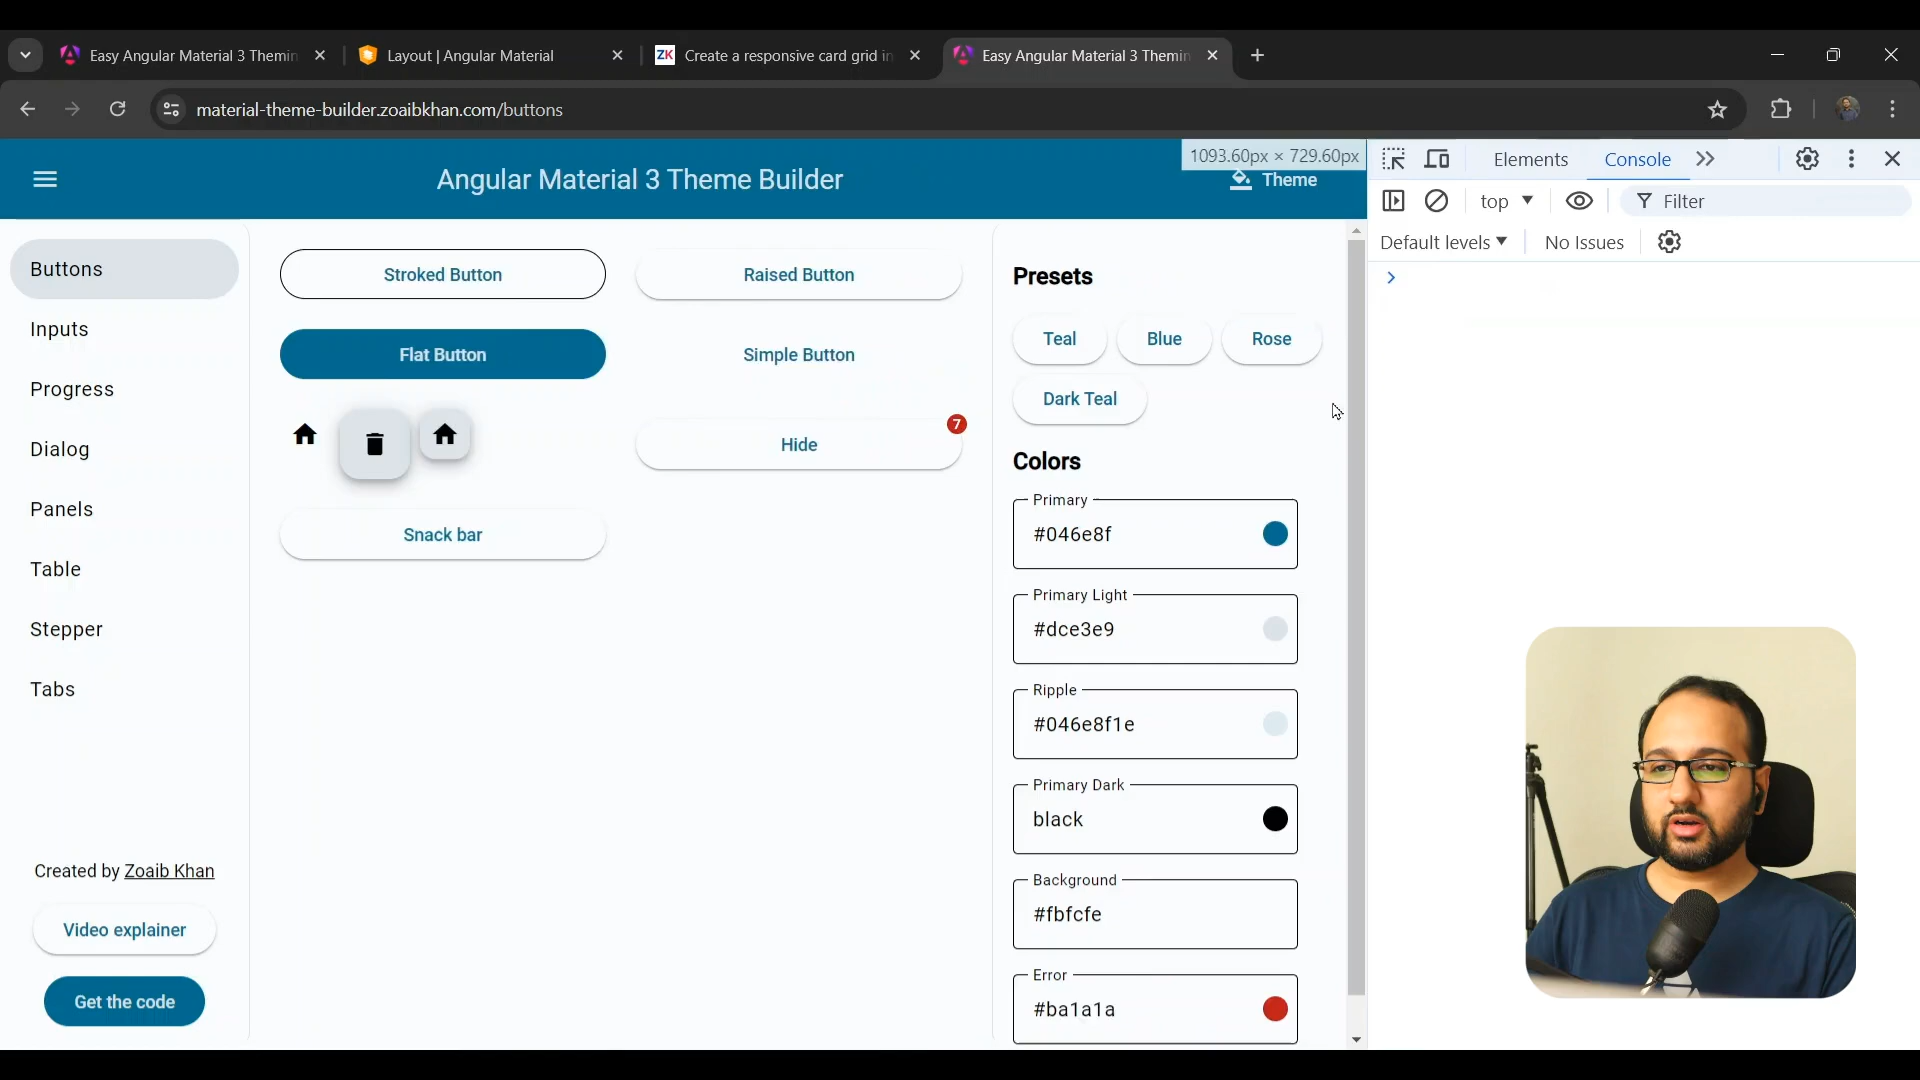 Easy Angular Material 3 Themin
Layout | Angular Material
ZK Create a responsive card grid in
Easy Angular Material 3 Themin
material-theme-builder.zoaibkhan.com/buttons
Angular Material 3 Theme Builder
1093.60px × 729.60px
Theme
Elements
Console
top
Filter
Default levels
No Issues
Buttons
Inputs
Progress
Dialog
Panels
Table
Stepper
Tabs
Created by Zoaib Khan
Video explainer
Get the code
Stroked Button
Raised Button
Flat Button
Simple Button
7
Hide
Snack bar
Presets
Teal
Blue
Rose
Dark Teal
Colors
Primary
#046e8f
Primary Light
#dce3e9
Ripple
#046e8f1e
Primary Dark
black
Background
#fbfcfe
Error
#ba1a1a